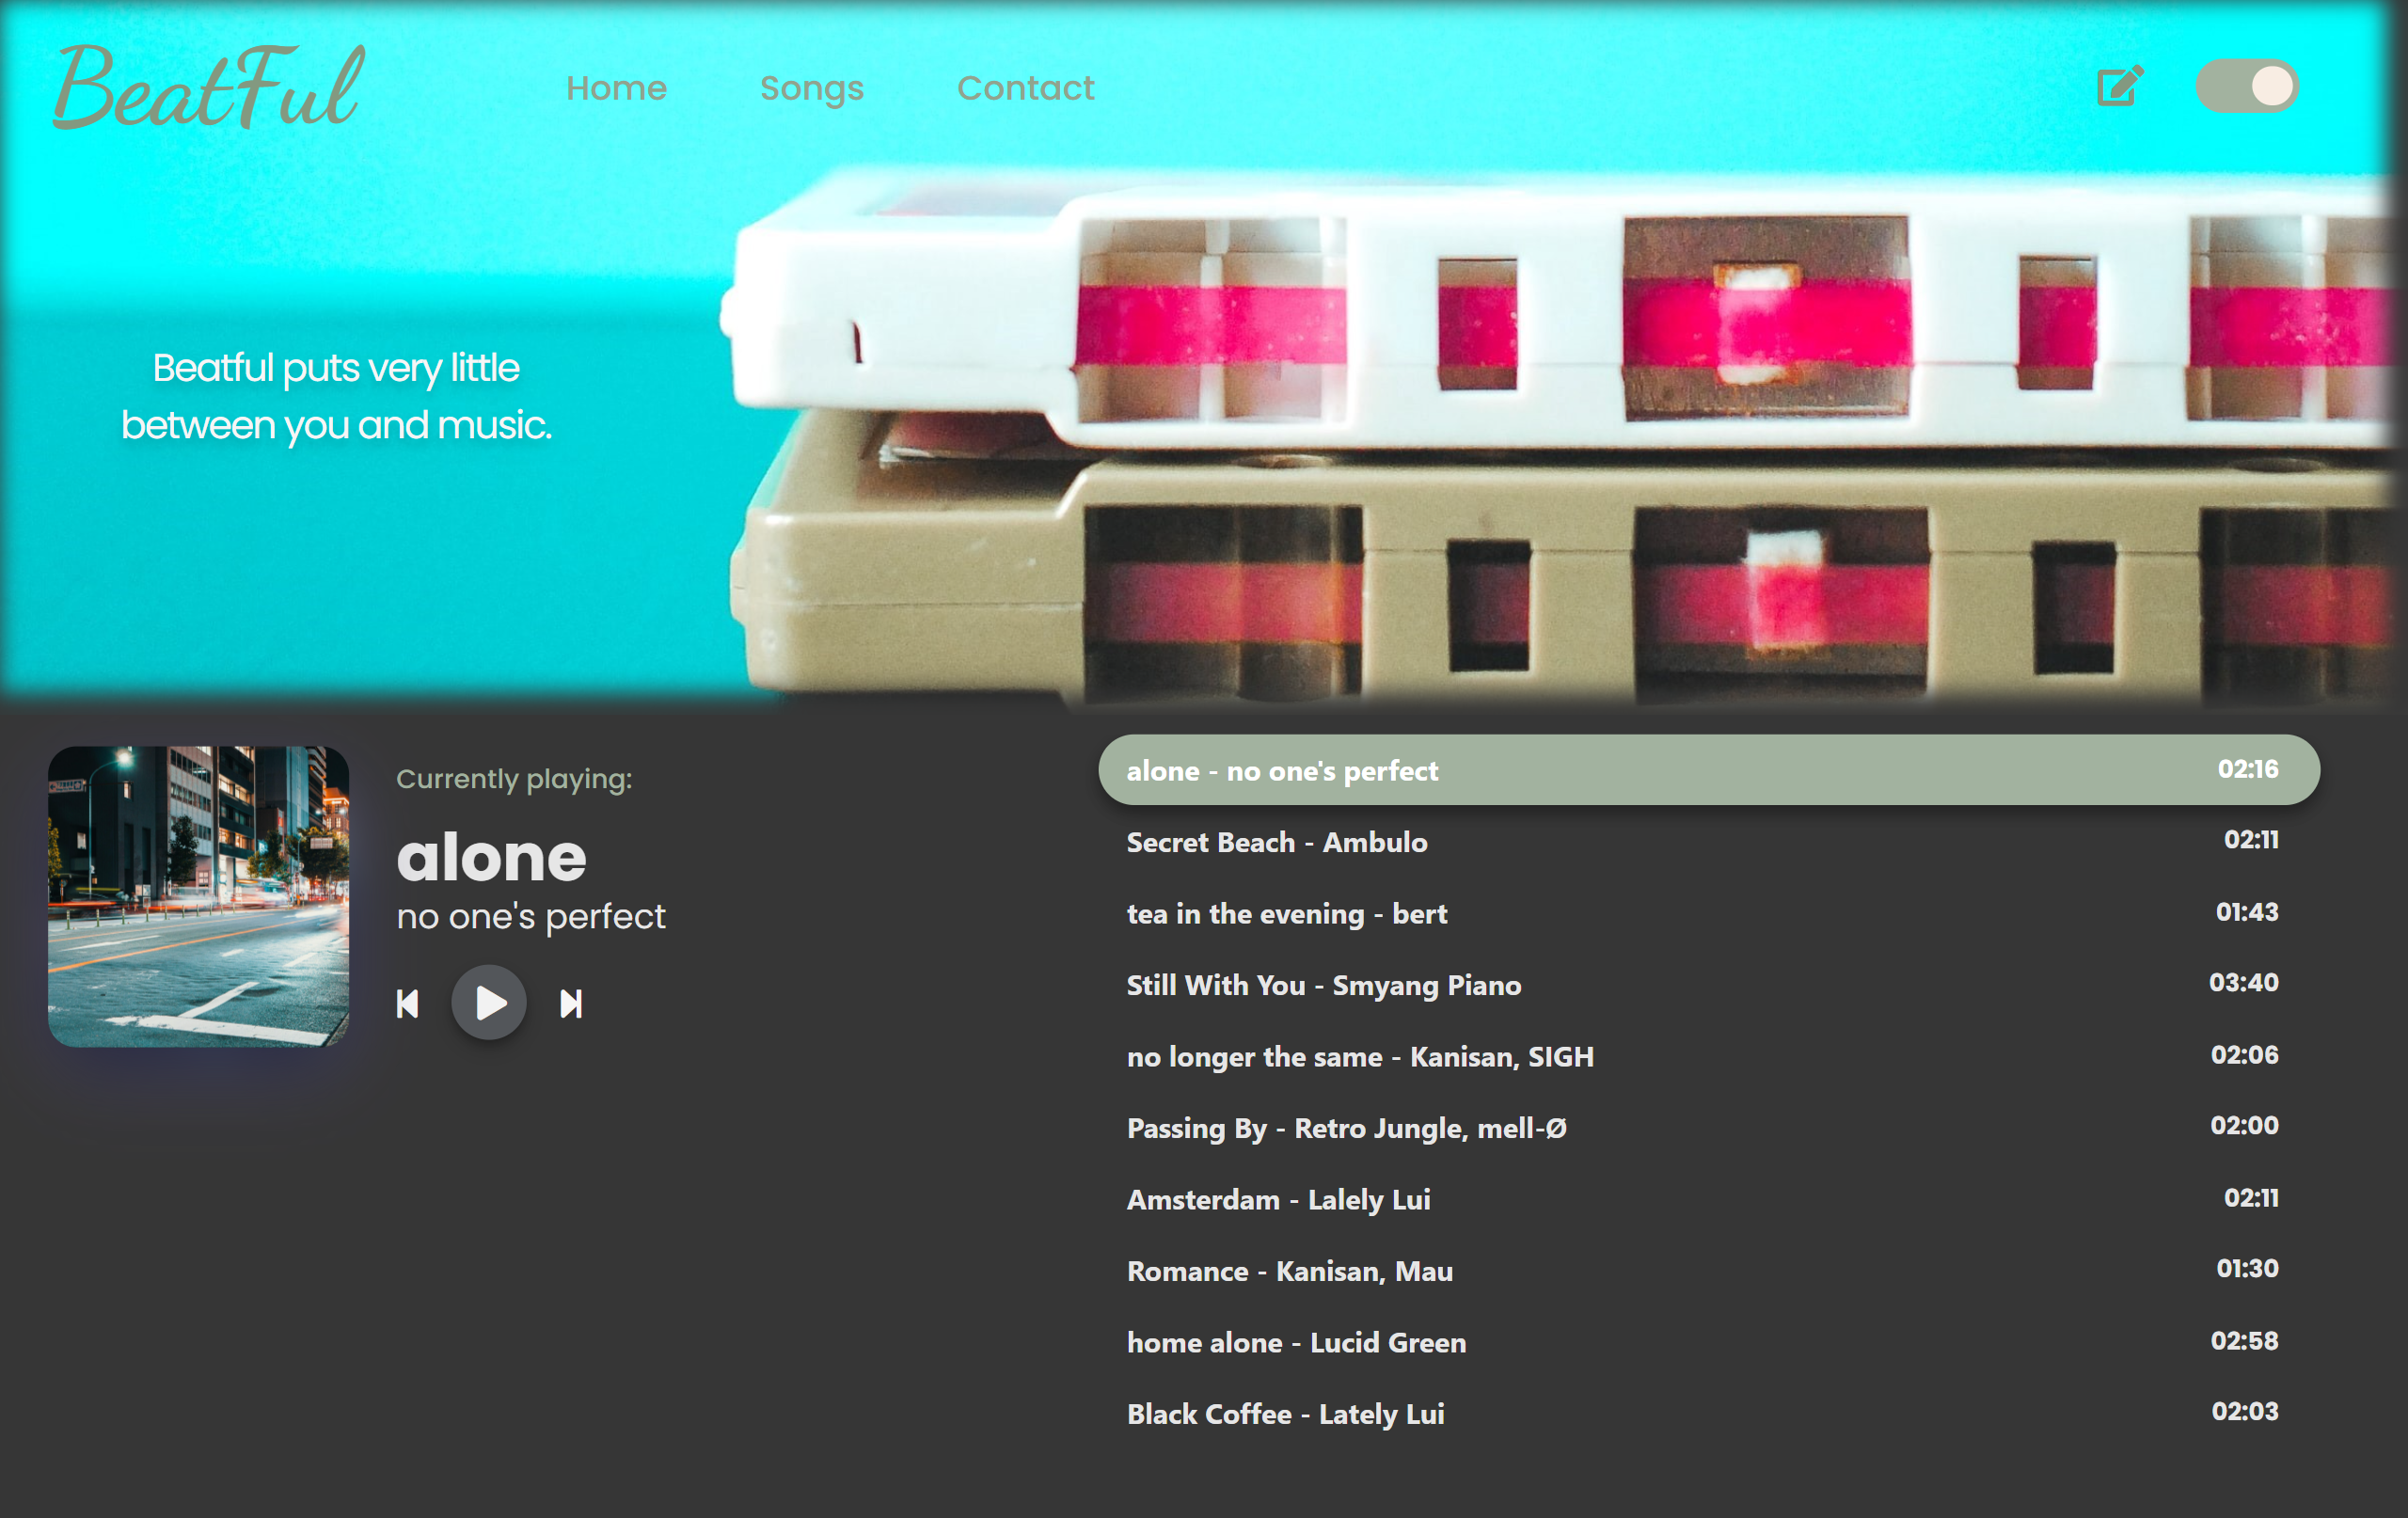 BeatFul
Home
Songs
Contact
Beatful puts very little
between you and music.
Currently playing:
alone
no one's perfect
alone - no one's perfect 02:16
Secret Beach - Ambulo 02:11
tea in the evening - bert 01:43
Still With You - Smyang Piano 03:40
no longer the same - Kanisan, SIGH 02:06
Passing By - Retro Jungle, mell-Ø 02:00
Amsterdam - Lalely Lui 02:11
Romance - Kanisan, Mau 01:30
home alone - Lucid Green 02:58
Black Coffee - Lately Lui 02:03